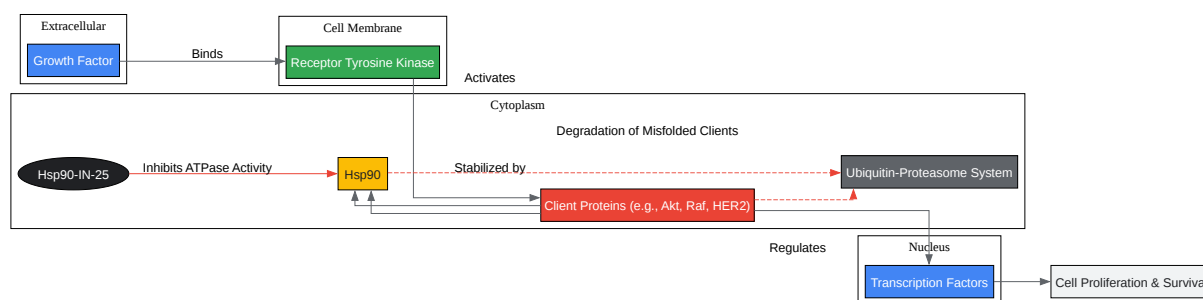 Extracellular
Growth Factor
Binds
Cell Membrane
Receptor Tyrosine Kinase
Activates
Cytoplasm
Degradation of Misfolded Clients
Hsp90-IN-25
Inhibits ATPase Activity
Hsp90
Stabilized by
Ubiquitin-Proteasome System
Client Proteins (e.g., Akt, Raf, HER2)
Regulates
Nucleus
Transcription Factors
Cell Proliferation & Surviva